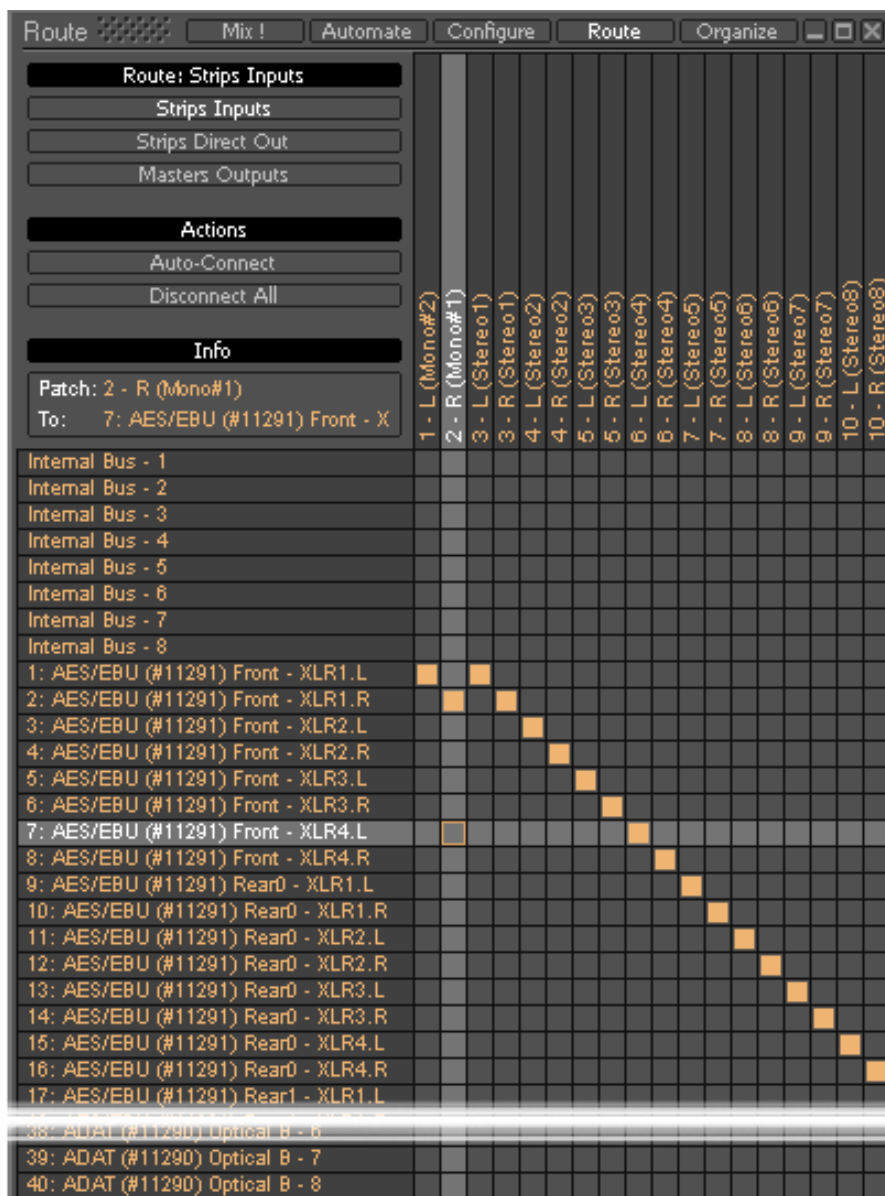 Route Mix ! Automate Configure Route Organize
Route: Strips Inputs
Strips Inputs
Strips Direct Out
Masters Outputs
Actions
Auto-Connect
Disconnect All
Info
Patch: 2 - R (Mono#1)
To: 7: AES/EBU (#11291) Front - X
1 - L (Mono#2)
2 - R (Mono#1)
3 - L (Stereo1)
3 - R (Stereo1)
4 - L (Stereo2)
4 - R (Stereo2)
5 - L (Stereo3)
5 - R (Stereo3)
6 - L (Stereo4)
6 - R (Stereo4)
7 - L (Stereo5)
7 - R (Stereo5)
8 - L (Stereo6)
8 - R (Stereo6)
9 - L (Stereo7)
9 - R (Stereo7)
10 - L (Stereo8)
10 - R (Stereo8)
Internal Bus - 1
Internal Bus - 2
Internal Bus - 3
Internal Bus - 4
Internal Bus - 5
Internal Bus - 6
Internal Bus - 7
Internal Bus - 8
1: AES/EBU (#11291) Front - XLR1.L
2: AES/EBU (#11291) Front - XLR1.R
3: AES/EBU (#11291) Front - XLR2.L
4: AES/EBU (#11291) Front - XLR2.R
5: AES/EBU (#11291) Front - XLR3.L
6: AES/EBU (#11291) Front - XLR3.R
7: AES/EBU (#11291) Front - XLR4.L
8: AES/EBU (#11291) Front - XLR4.R
9: AES/EBU (#11291) Rear0 - XLR1.L
10: AES/EBU (#11291) Rear0 - XLR1.R
11: AES/EBU (#11291) Rear0 - XLR2.L
12: AES/EBU (#11291) Rear0 - XLR2.R
13: AES/EBU (#11291) Rear0 - XLR3.L
14: AES/EBU (#11291) Rear0 - XLR3.R
15: AES/EBU (#11291) Rear0 - XLR4.L
16: AES/EBU (#11291) Rear0 - XLR4.R
17: AES/EBU (#11291) Rear1 - XLR1.L
38: ADAT (#11290) Optical B - 6
39: ADAT (#11290) Optical B - 7
40: ADAT (#11290) Optical B - 8